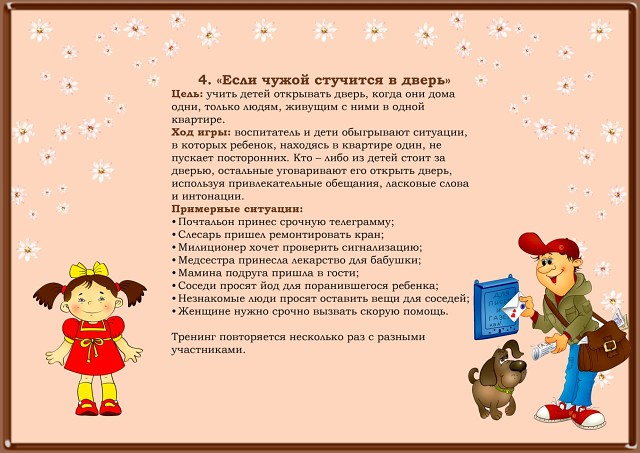 4. «Если чужой стучится в дверь»
Цель: учить детей открывать дверь, когда они дома
одни, только людям, живущим с ними в одной
квартире.
Ход игры: воспитатель и дети обыгрывают ситуации,
в которых ребенок, находясь в квартире один, не
пускает посторонних. Кто – либо из детей стоит за
дверью, остальные уговаривают его открыть дверь,
используя привлекательные обещания, ласковые слова
и интонации.
Примерные ситуации:
•Почтальон принес срочную телеграмму;
•Слесарь пришел ремонтировать кран;
•Милиционер хочет проверить сигнализацию;
•Медсестра принесла лекарство для бабушки;
•Мамина подруга пришла в гости;
•Соседи просят йод для поранившегося ребенка;
•Незнакомые люди просят оставить вещи для соседей;
•Женщине нужно срочно вызвать скорую помощь.
Тренинг повторяется несколько раз с разными
участниками.